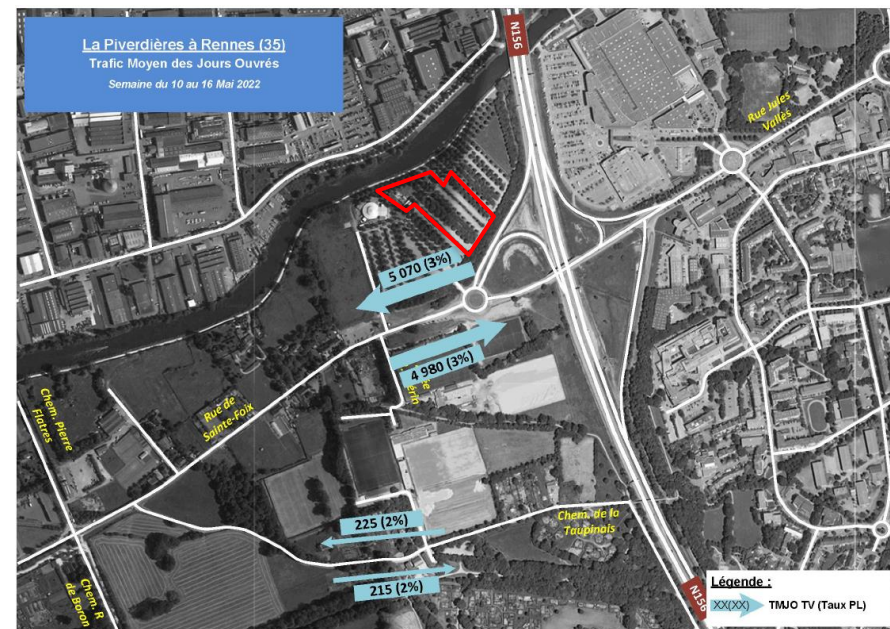 La Piverdières à Rennes (35)
Trafic Moyen des Jours Ouvrés
Semaine du 10 au 16 Mai 2022
N156
Rue Jules
Vallès
5 070 (3%)
4 980 (3%)
érin
Chem. Pierre
Flatres
Rue de
Sainte-Foix
225 (2%)
Chem. de la
Taupinais
215 (2%)
Chem. R
de Boron
N156
Légende :
XX(XX)
TMJO TV (Taux PL)